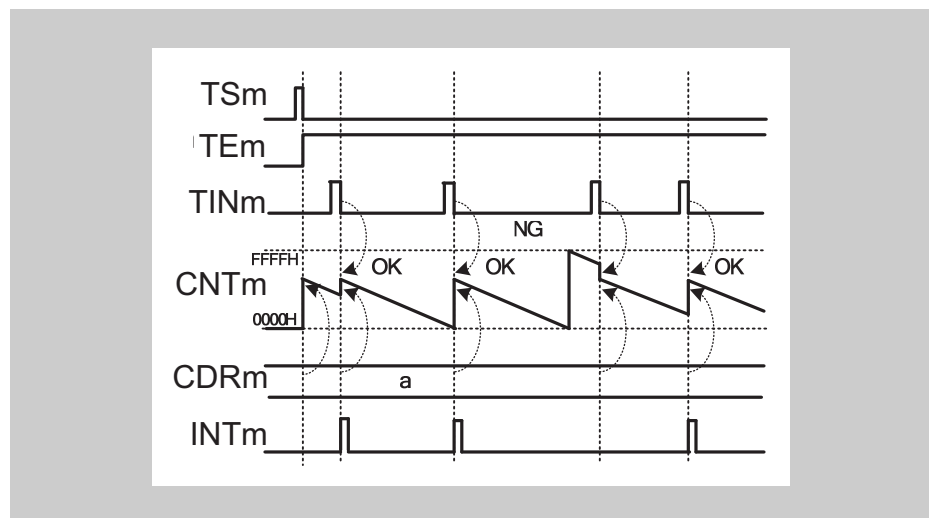 TSm
TEm
TINm
NG
FFFFH
OK OK OK
CNTm
0000H
CDRm a
INTm